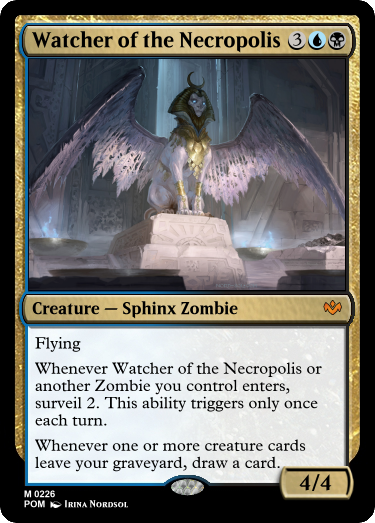 Watcher of the Necropolis 3
Creature — Sphinx Zombie
Flying
Whenever Watcher of the Necropolis or
another Zombie you control enters,
surveil 2. This ability triggers only once
each turn.
Whenever one or more creature cards
leave your graveyard, draw a card.
4/4
M 0226
POM Irina Nordsol